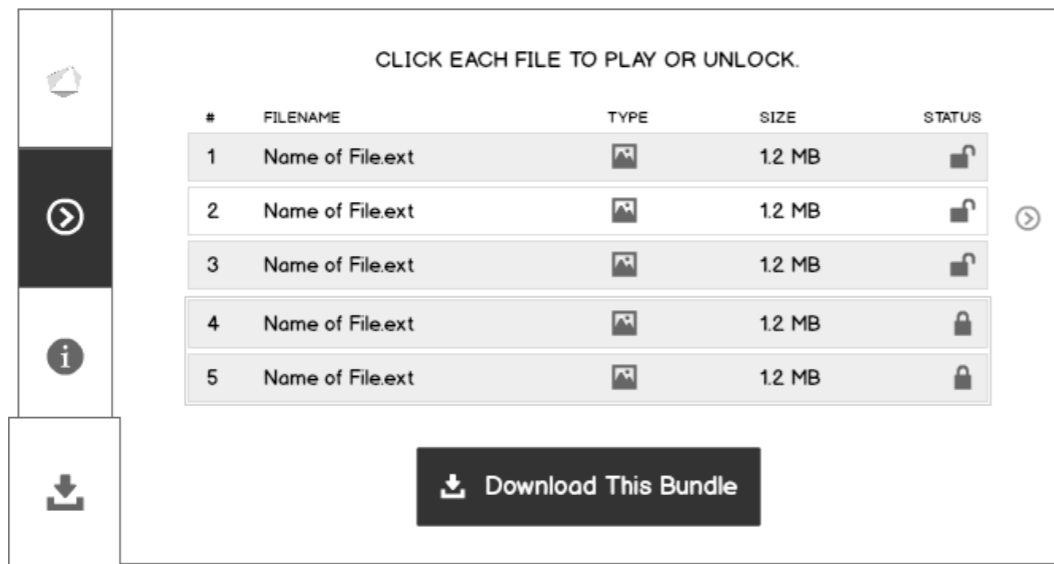 CLICK EACH FILE TO PLAY OR UNLOCK.
# FILENAME TYPE SIZE STATUS
1 Name of File.ext 1.2 MB
2 Name of File.ext 1.2 MB
3 Name of File.ext 1.2 MB
4 Name of File.ext 1.2 MB
5 Name of File.ext 1.2 MB
Download This Bundle